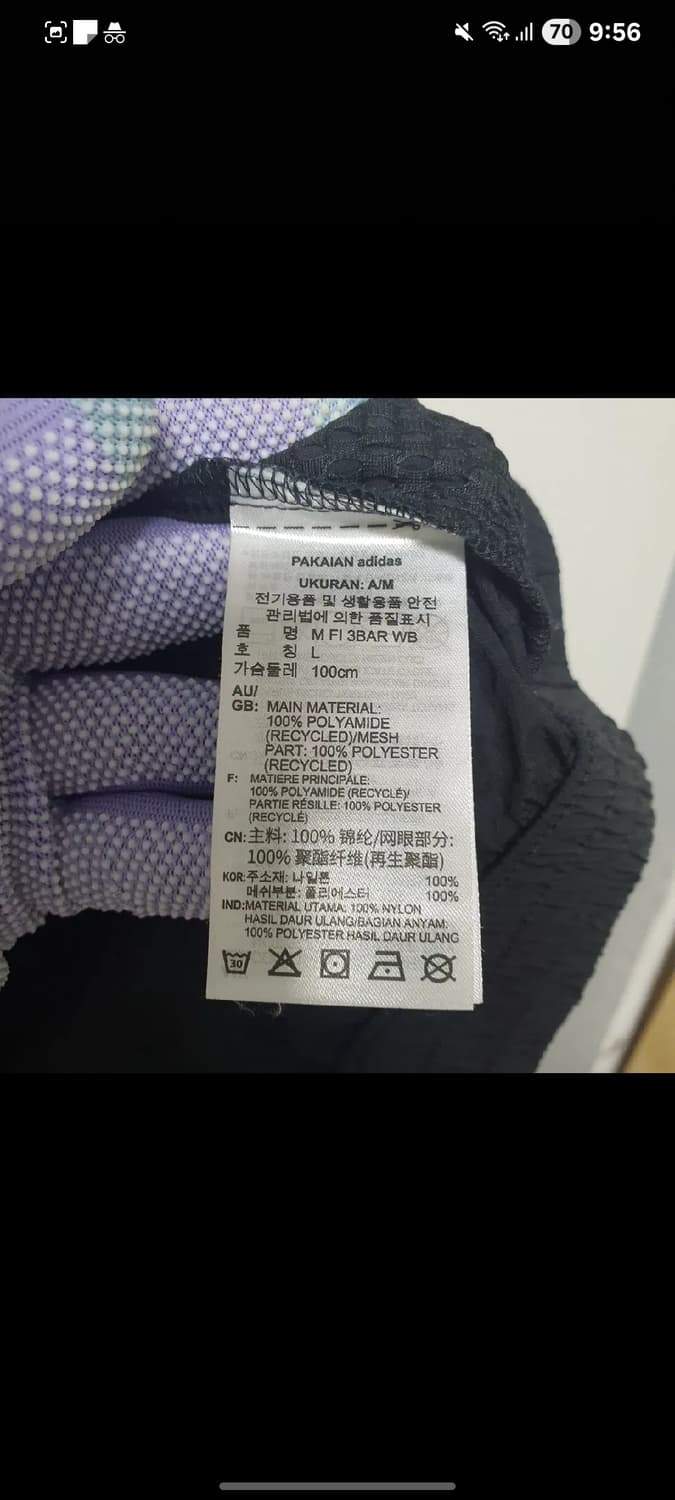 70 9:56
PAKAIAN adidas
UKURAN: A/M
전기용품 및 생활용품 안전
관리법에 의한 품질표시
품 명 M FI 3BAR WB
호 칭 L
가슴둘레 100cm
AU/
GB: MAIN MATERIAL:
100% POLYAMIDE
(RECYCLED)/MESH
PART: 100% POLYESTER
(RECYCLED)
F: MATIERE PRINCIPALE:
100% POLYAMIDE (RECYCLÉ)/
PARTIE RÉSILLE: 100% POLYESTER
(RECYCLÉ)
CN:主料: 100% 锦纶/网眼部分:
100% 聚酯纤维(再生聚酯)
KOR:주소재: 나일론 100%
메쉬부분: 폴리에스터 100%
IND:MATERIAL UTAMA: 100% NYLON
HASIL DAUR ULANG/BAGIAN ANYAM:
100% POLYESTER HASIL DAUR ULANG
30